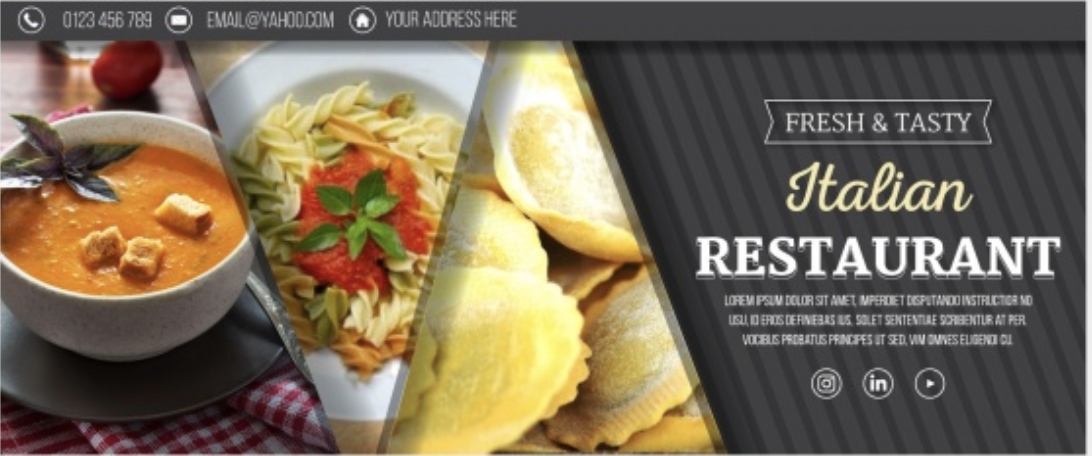 0123 456 789 EMAIL@YAHOO.COM YOUR ADDRESS HERE
FRESH & TASTY
Italian
RESTAURANT
LOREM IPSUM DOLOR SIT AMET, IMPERDIET DISPUTANDO INSTRUCTIOR NO
USU, ID EROS DEFINIEBAS IUS, SOLET SENTENTIAE SCRIBENTUR AT PER.
VOCIBUS PROBATUS PRINCIPES UT SED, VIM OMNES ELIGENDI CU.
in